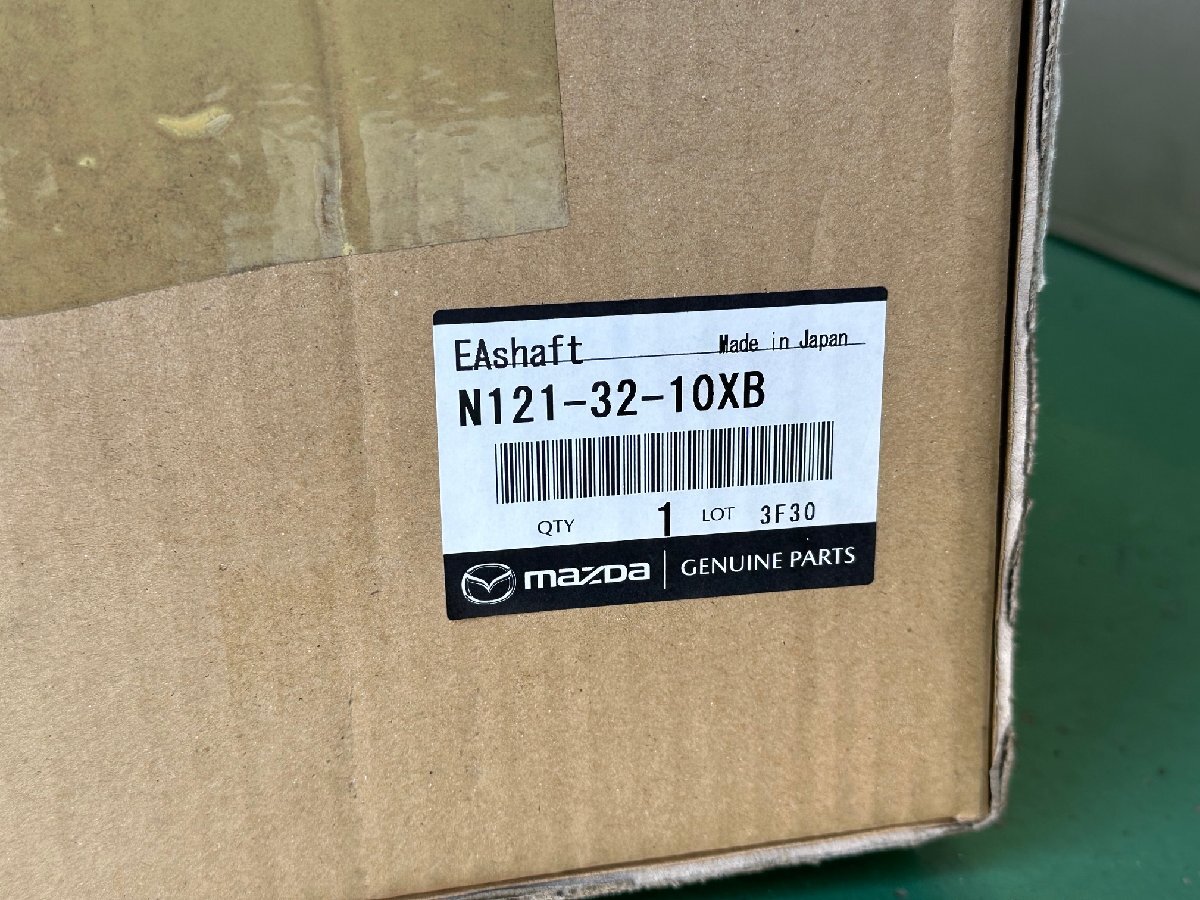 EAshaft Made in Japan
N121-32-10XB
QTY 1 LOT 3F30
mazda GENUINE PARTS